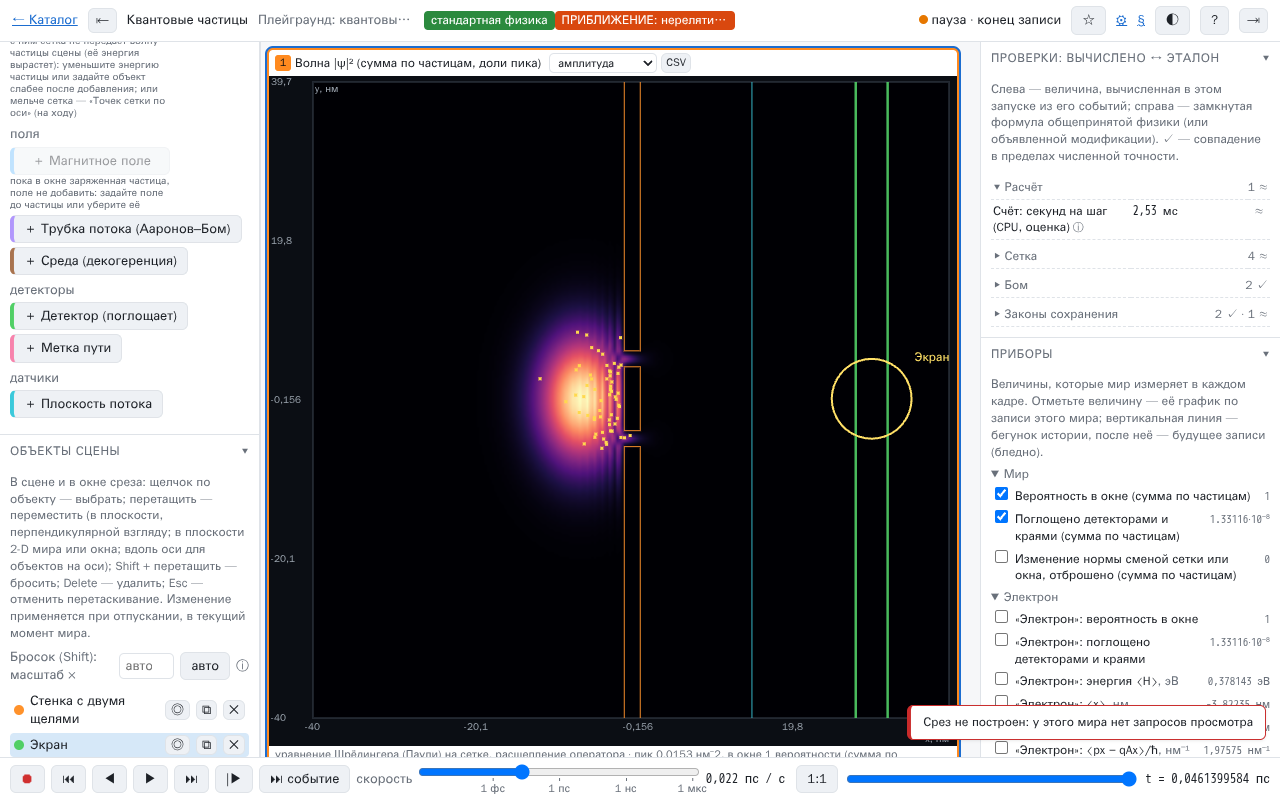 ← Каталог
⇤
Квантовые частицы
Плейграунд: квантовы···
стандартная физика
ПРИБЛИЖЕНИЕ: нереляти···
пауза · конец записи
☆
⚙
§
?
⇥
частицы сцены (её энергия
вырастет): уменьшите энергию
частицы или задайте объект
слабее после добавления; или
мельче сетка — «Точек сетки по
оси» (на ходу)
поля
+ Магнитное поле
пока в окне заряженная частица,
поле не добавить: задайте поле
до частицы или уберите её
+ Трубка потока (Ааронов–Бом)
+ Среда (декогеренция)
детекторы
+ Детектор (поглощает)
+ Метка пути
датчики
+ Плоскость потока
ОБЪЕКТЫ СЦЕНЫ
В сцене и в окне среза: щелчок по
объекту — выбрать; перетащить —
переместить (в плоскости,
перпендикулярной взгляду; в плоскости
2-D мира или окна; вдоль оси для
объектов на оси); Shift + перетащить —
бросить; Delete — удалить; Esc —
отменить перетаскивание. Изменение
применяется при отпускании, в текущий
момент мира.
Бросок (Shift):
масштаб ×
авто
авто
ⓘ
Стенка с двумя
щелями
Экран
1
Волна |ψ|² (сумма по частицам, доли пика)
амплитуда
CSV
39,7
y, нм
19,8
-0,156
-20,1
-40
-40
-20,1
-0,156
19,8
Экран
уравнение Шрёдингера (Паули) на сетке, расщепление оператора · пик 0,0153 нм⁻², в окне 1 вероятности (сумма по
ПРОВЕРКИ: ВЫЧИСЛЕНО ↔ ЭТАЛОН
Слева — величина, вычисленная в этом
запуске из его событий; справа — замкнутая
формула общепринятой физики (или
объявленной модификации). ✓ — совпадение
в пределах численной точности.
Расчёт
1 ≈
Счёт: секунд на шаг
(CPU, оценка) ⓘ
2,53 мс
≈
Сетка
4 ≈
Бом
2 ✓
Законы сохранения
2 ✓ · 1 ≈
ПРИБОРЫ
Величины, которые мир измеряет в каждом
кадре. Отметьте величину — её график по
записи этого мира; вертикальная линия —
бегунок истории, после неё — будущее записи
(бледно).
Мир
Вероятность в окне (сумма по частицам)
1
Поглощено детекторами и
краями (сумма по частицам)
1.33116·10⁻⁸
Изменение нормы сменой сетки или
окна, отброшено (сумма по частицам)
0
Электрон
«Электрон»: вероятность в окне
1
«Электрон»: поглощено
детекторами и краями
1.33116·10⁻⁸
«Электрон»: энергия ⟨H⟩, эВ
0,378143 эВ
Срез не построен: у этого мира нет запросов просмотра
«Электрон»: ⟨px − qAx⟩/ħ, нм⁻¹
1,97575 нм⁻¹
⏭ событие
скорость
1 фс
1 пс
1 нс
1 мкс
0,022 пс / с
1:1
t = 0,0461399584 пс